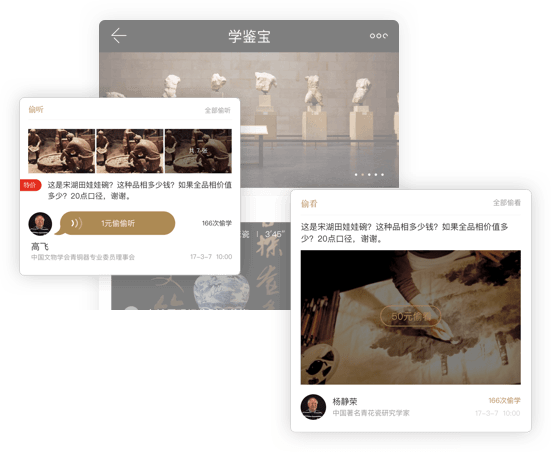 学鉴宝
偷听
全部偷听
共7张
特价
这是宋湖田娃娃碗？这种品相多少钱？如果全品相价值
多少？20点口径，谢谢。
1元偷偷听
166次偷学
高飞
中国文物学会青铜器专业委员理事会
17-3-7 10:00
瓷 | 3'45"
偷看
全部偷看
这是宋湖田娃娃碗？这种品相多少钱？如果全品相价值多
少？20点口径，谢谢。
50元偷看
杨静荣
166次偷学
中国著名青花瓷研究学家
17-3-7 10:00